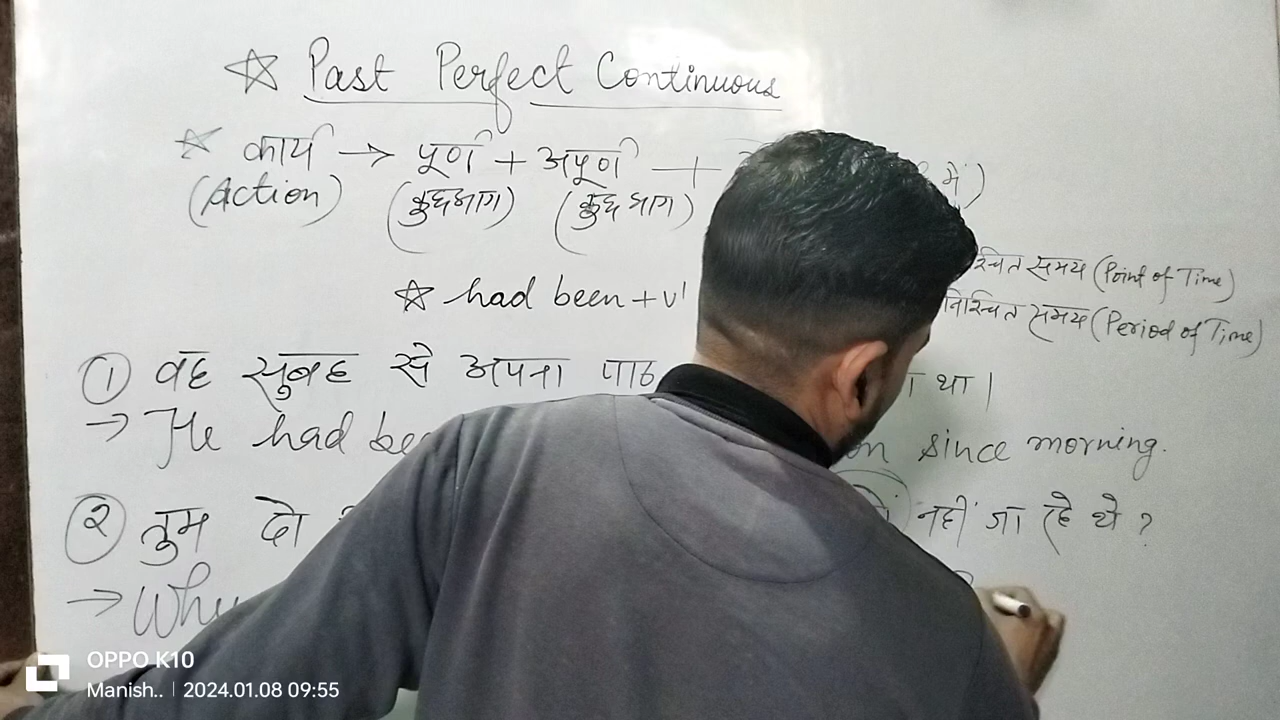 ☆ Past Perfect Continuous
☆ कार्य → पूर्ण + अपूर्ण + में)
(Action) (कुछ भाग) (कुछ भाग)
श्चित समय (Point of Time)
☆ had been + v¹
निश्चित समय (Period of Time)
① वह सुबह से अपना पाठ था।
→ He had been on since morning.
② तुम दो नहीं जा रहे थे ?
→ Why
OPPO K10
Manish.. | 2024.01.08 09:55